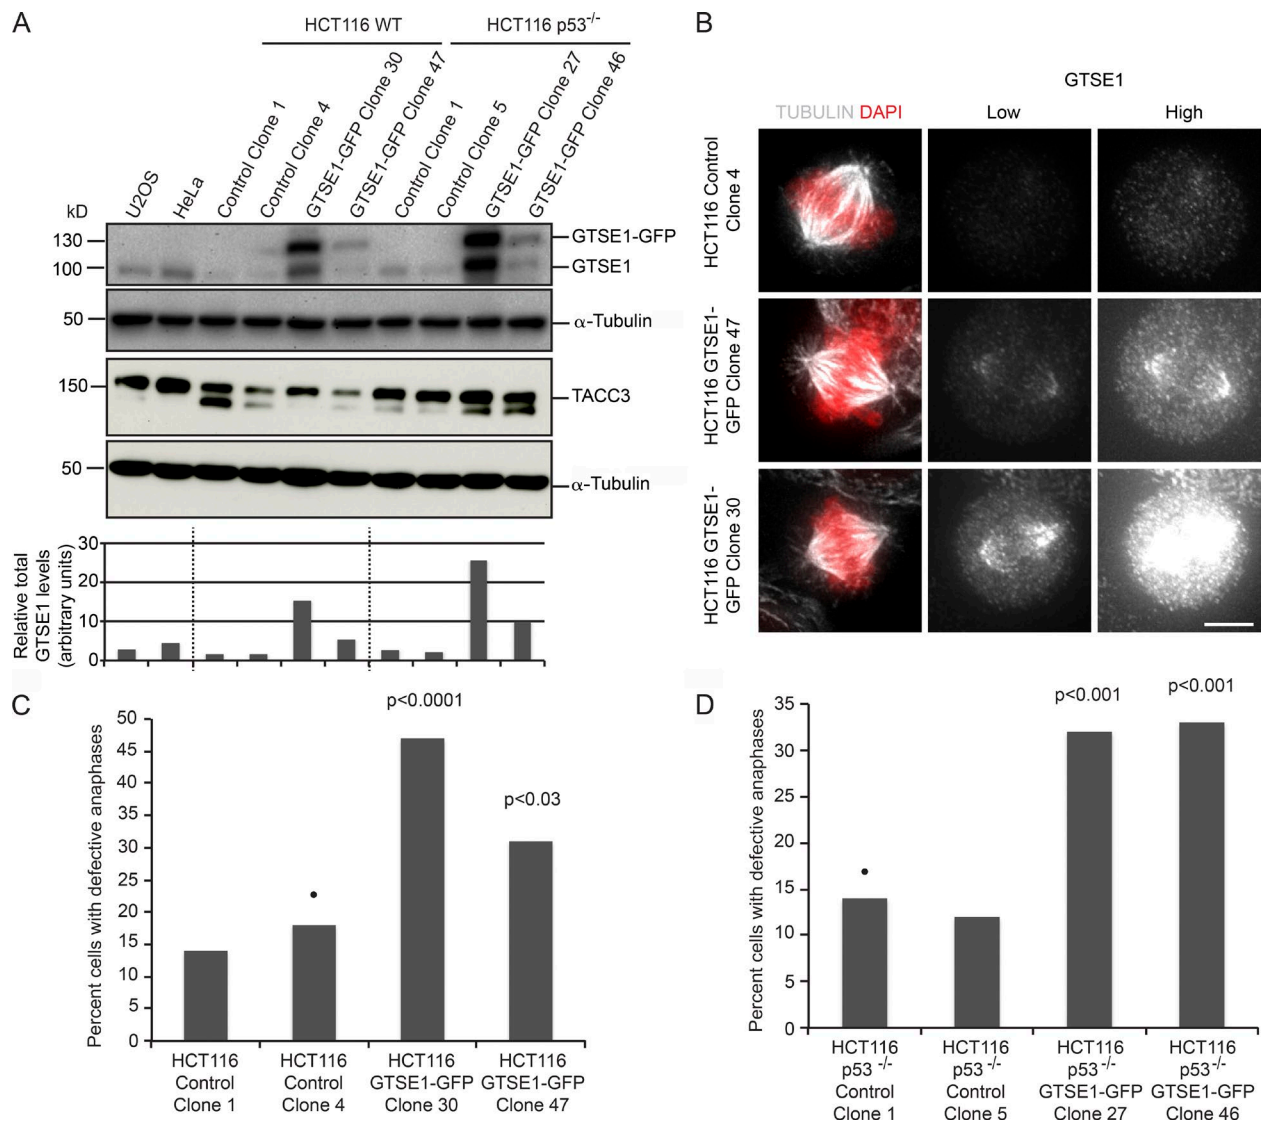 A
HCT116 WT
HCT116 p53-/-
U2OS
HeLa
Control Clone 1
Control Clone 4
GTSE1-GFP Clone 30
GTSE1-GFP Clone 47
Control Clone 1
Control Clone 5
GTSE1-GFP Clone 27
GTSE1-GFP Clone 46
kD
130
100
GTSE1-GFP
GTSE1
50
α-Tubulin
150
TACC3
50
α-Tubulin
Relative total
GTSE1 levels
(arbitrary units)
30
20
10
0
B
GTSE1
TUBULIN DAPI
Low
High
HCT116 Control
Clone 4
HCT116 GTSE1-
GFP Clone 47
HCT116 GTSE1-
GFP Clone 30
C
Percent cells with defective anaphases
50
45
40
35
30
25
20
15
10
5
0
•
p<0.0001
p<0.03
HCT116
Control
Clone 1
HCT116
Control
Clone 4
HCT116
GTSE1-GFP
Clone 30
HCT116
GTSE1-GFP
Clone 47
D
Percent cells with defective anaphases
35
30
25
20
15
10
5
0
•
p<0.001
p<0.001
HCT116
p53 -/-
Control
Clone 1
HCT116
p53 -/-
Control
Clone 5
HCT116
p53 -/-
GTSE1-GFP
Clone 27
HCT116
p53 -/-
GTSE1-GFP
Clone 46